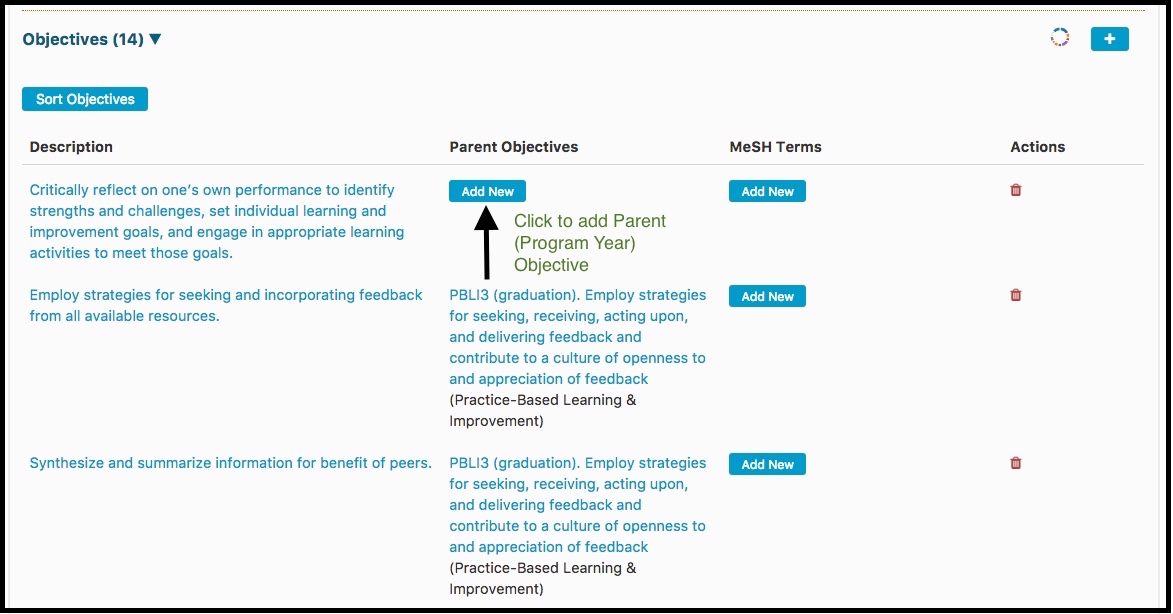 Objectives (14) ▼
+
Sort Objectives
Description Parent Objectives MeSH Terms Actions
Critically reflect on one’s own performance to identify
strengths and challenges, set individual learning and
improvement goals, and engage in appropriate learning
activities to meet those goals.
Add New
Click to add Parent
(Program Year)
Objective
Add New
Employ strategies for seeking and incorporating feedback
from all available resources.
PBLI3 (graduation). Employ strategies
for seeking, receiving, acting upon,
and delivering feedback and
contribute to a culture of openness to
and appreciation of feedback
(Practice-Based Learning &
Improvement)
Add New
Synthesize and summarize information for benefit of peers.
PBLI3 (graduation). Employ strategies
for seeking, receiving, acting upon,
and delivering feedback and
contribute to a culture of openness to
and appreciation of feedback
(Practice-Based Learning &
Improvement)
Add New